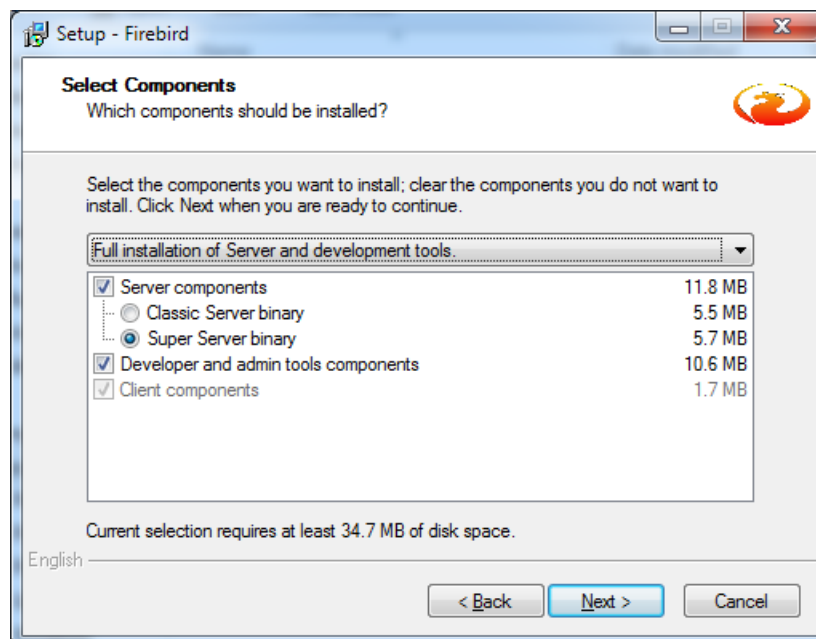 Setup - Firebird
Select Components
Which components should be installed?
Select the components you want to install; clear the components you do not want to
install. Click Next when you are ready to continue.
Full installation of Server and development tools.
Server components 11.8 MB
Classic Server binary 5.5 MB
Super Server binary 5.7 MB
Developer and admin tools components 10.6 MB
Client components 1.7 MB
Current selection requires at least 34.7 MB of disk space.
English
< Back Next > Cancel